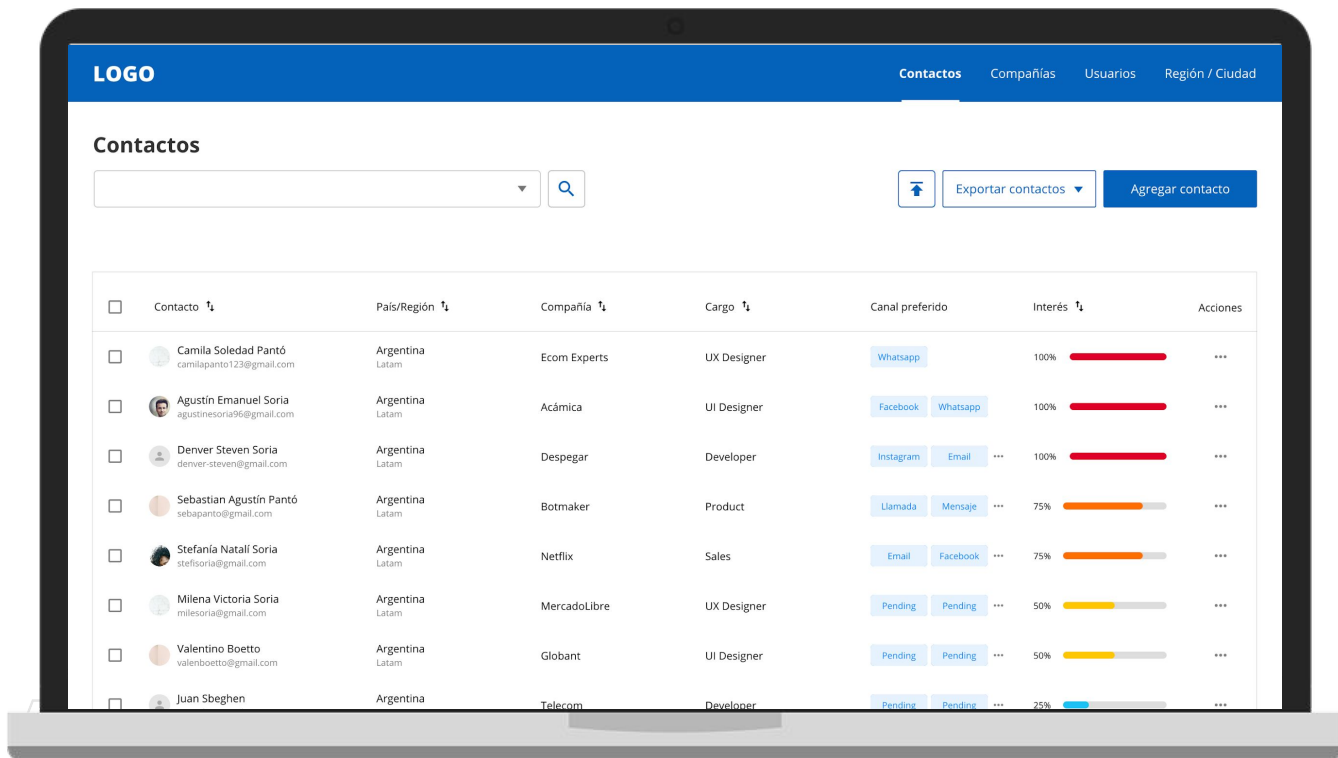 LOGO
Contactos Compañías Usuarios Región / Ciudad
Contactos
Exportar contactos Agregar contacto
Contacto País/Región Compañía Cargo Canal preferido Interés Acciones
Camila Soledad Pantó Argentina
camilapanto123@gmail.com Latam
Ecom Experts UX Designer Whatsapp 100%
Agustín Emanuel Soria Argentina
agustinesoria96@gmail.com Latam
Acámica UI Designer Facebook Whatsapp 100%
Denver Steven Soria Argentina
denver-steven@gmail.com Latam
Despegar Developer Instagram Email ••• 100%
Sebastian Agustín Pantó Argentina
sebapanto@gmail.com Latam
Botmaker Product Llamada Mensaje ••• 75%
Stefanía Natalí Soria Argentina
stefisoria@gmail.com Latam
Netflix Sales Email Facebook ••• 75%
Milena Victoria Soria Argentina
milesoria@gmail.com Latam
MercadoLibre UX Designer Pending Pending ••• 50%
Valentino Boetto Argentina
valenboetto@gmail.com Latam
Globant UI Designer Pending Pending ••• 50%
Juan Sbeghen Argentina
Telecom Developer Pending Pending ••• 25%